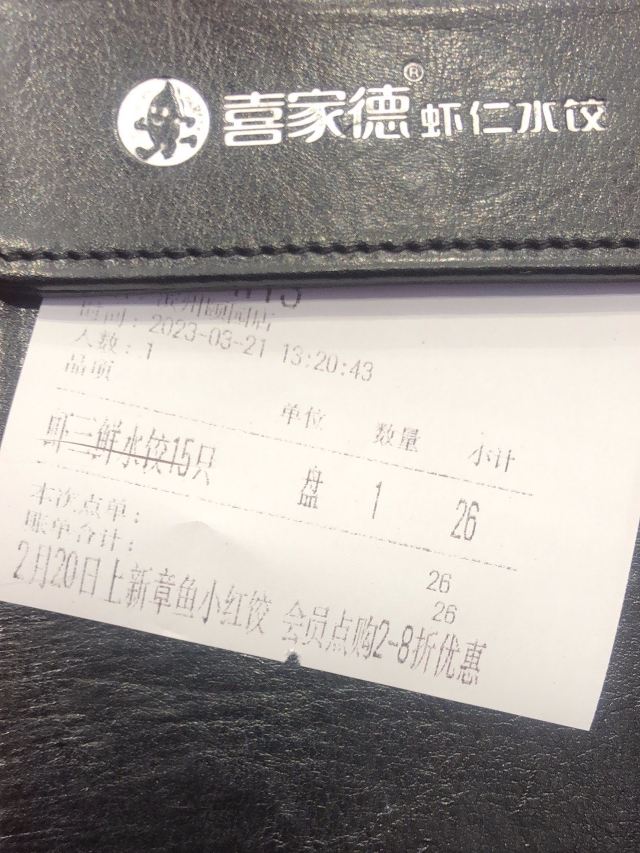 喜家德®虾仁水饺
时间：2023-03-21 13:20:43
人数：1
品项 单位 数量 小计
虾三鲜水饺15只 盘 1 26
本次点单： 26
账单合计： 26
2月20日上新章鱼小红饺 会员点购2-8折优惠